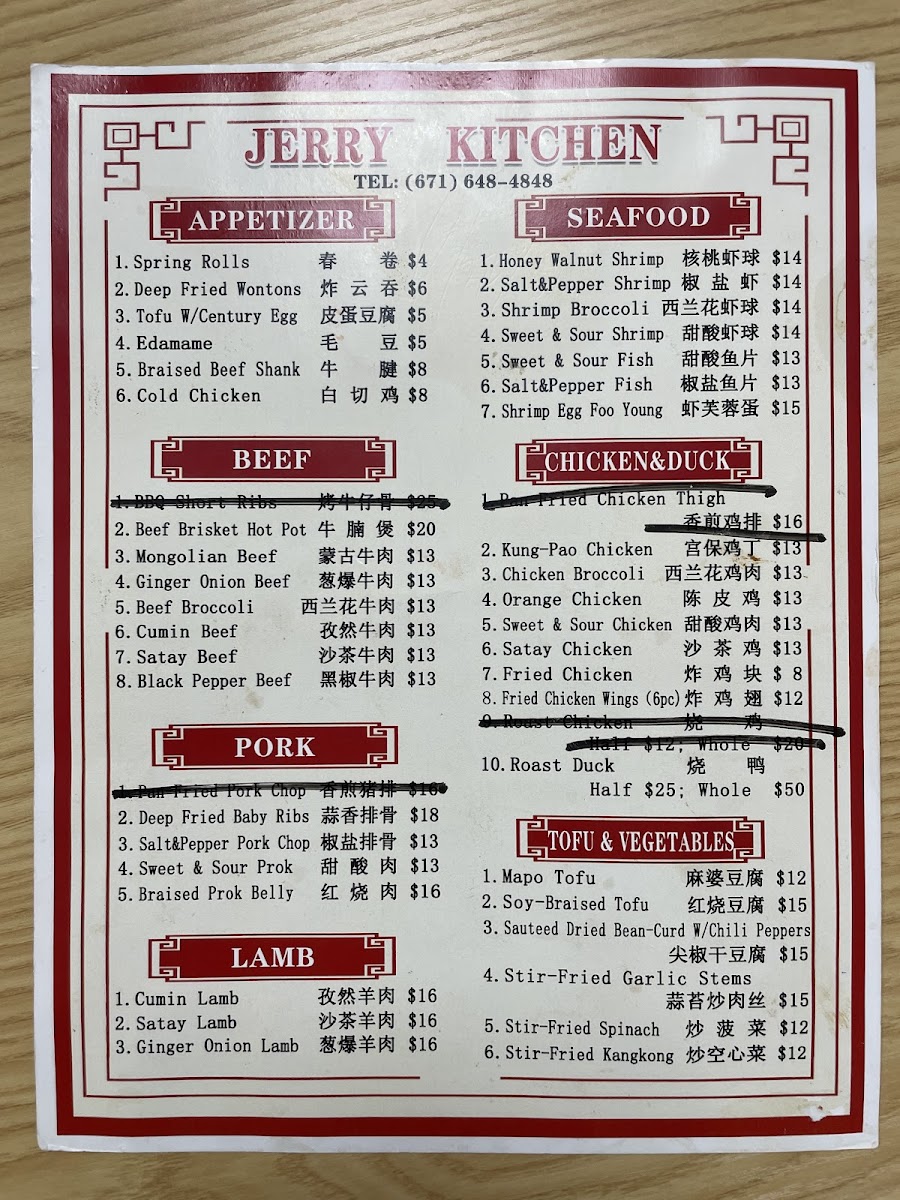 JERRY KITCHEN
TEL: (671) 648-4848
APPETIZER
1. Spring Rolls 春 卷 $4
2. Deep Fried Wontons 炸 云 吞 $6
3. Tofu W/Century Egg 皮蛋豆腐 $5
4. Edamame 毛 豆 $5
5. Braised Beef Shank 牛 腱 $8
6. Cold Chicken 白 切 鸡 $8
BEEF
1. BBQ Short Ribs 烤牛仔骨 $25
2. Beef Brisket Hot Pot 牛 腩 煲 $20
3. Mongolian Beef 蒙古牛肉 $13
4. Ginger Onion Beef 葱爆牛肉 $13
5. Beef Broccoli 西兰花牛肉 $13
6. Cumin Beef 孜然牛肉 $13
7. Satay Beef 沙茶牛肉 $13
8. Black Pepper Beef 黑椒牛肉 $13
PORK
1. Pan-Fried Pork Chop 香煎猪排 $16
2. Deep Fried Baby Ribs 蒜香排骨 $18
3. Salt&Pepper Pork Chop 椒盐排骨 $13
4. Sweet & Sour Prok 甜 酸 肉 $13
5. Braised Prok Belly 红 烧 肉 $16
LAMB
1. Cumin Lamb 孜然羊肉 $16
2. Satay Lamb 沙茶羊肉 $16
3. Ginger Onion Lamb 葱爆羊肉 $16
SEAFOOD
1. Honey Walnut Shrimp 核桃虾球 $14
2. Salt&Pepper Shrimp 椒 盐 虾 $14
3. Shrimp Broccoli 西兰花虾球 $14
4. Sweet & Sour Shrimp 甜酸虾球 $14
5. Sweet & Sour Fish 甜酸鱼片 $13
6. Salt&Pepper Fish 椒盐鱼片 $13
7. Shrimp Egg Foo Young 虾芙蓉蛋 $15
CHICKEN&DUCK
1. Pan-Fried Chicken Thigh
香煎鸡排 $16
2. Kung-Pao Chicken 宫保鸡丁 $13
3. Chicken Broccoli 西兰花鸡肉 $13
4. Orange Chicken 陈 皮 鸡 $13
5. Sweet & Sour Chicken 甜酸鸡肉 $13
6. Satay Chicken 沙 茶 鸡 $13
7. Fried Chicken 炸 鸡 块 $ 8
8. Fried Chicken Wings (6pc) 炸 鸡 翅 $12
9. Roast Chicken 烧 鸡
Half $12; Whole $20
10. Roast Duck 烧 鸭
Half $25; Whole $50
TOFU & VEGETABLES
1. Mapo Tofu 麻婆豆腐 $12
2. Soy-Braised Tofu 红烧豆腐 $15
3. Sauteed Dried Bean-Curd W/Chili Peppers
尖椒干豆腐 $15
4. Stir-Fried Garlic Stems
蒜苔炒肉丝 $15
5. Stir-Fried Spinach 炒 菠 菜 $12
6. Stir-Fried Kangkong 炒空心菜 $12